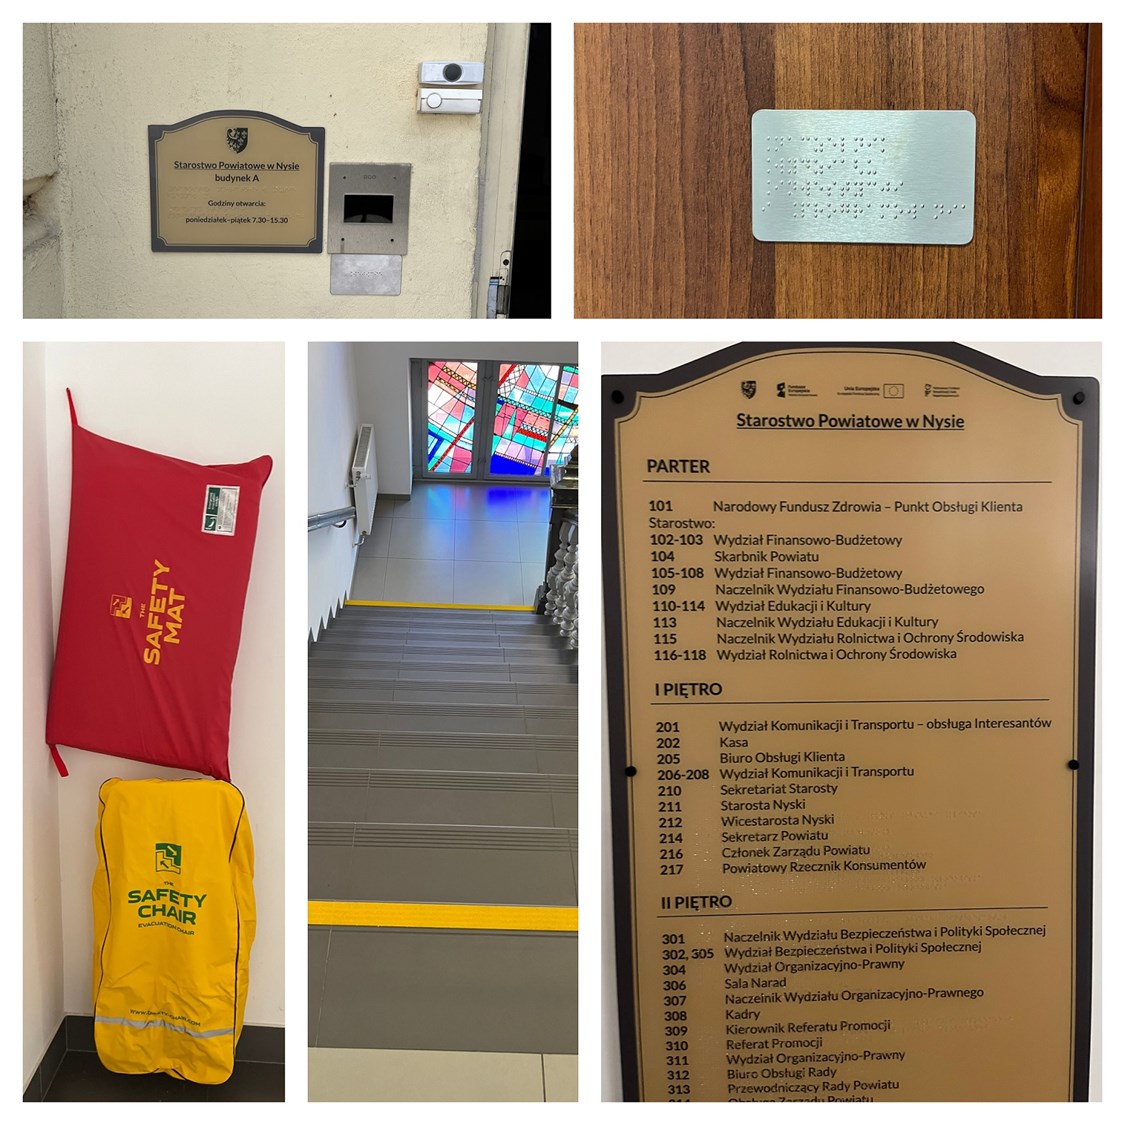 Starostwo Powiatowe w Nysie
budynek A
Godziny otwarcia:
poniedziałek–piątek 7.30–15.30
THE
SAFETY
MAT
THE
SAFETY
CHAIR
EVACUATION CHAIR
Fundusze
Europejskie
Unia Europejska
Starostwo Powiatowe w Nysie
PARTER
101 Narodowy Fundusz Zdrowia – Punkt Obsługi Klienta
Starostwo:
102-103 Wydział Finansowo-Budżetowy
104 Skarbnik Powiatu
105-108 Wydział Finansowo-Budżetowy
109 Naczelnik Wydziału Finansowo-Budżetowego
110-114 Wydział Edukacji i Kultury
113 Naczelnik Wydziału Edukacji i Kultury
115 Naczelnik Wydziału Rolnictwa i Ochrony Środowiska
116-118 Wydział Rolnictwa i Ochrony Środowiska
I PIĘTRO
201 Wydział Komunikacji i Transportu – obsługa Interesantów
202 Kasa
205 Biuro Obsługi Klienta
206-208 Wydział Komunikacji i Transportu
210 Sekretariat Starosty
211 Starosta Nyski
212 Wicestarosta Nyski
214 Sekretarz Powiatu
216 Członek Zarządu Powiatu
217 Powiatowy Rzecznik Konsumentów
II PIĘTRO
301 Naczelnik Wydziału Bezpieczeństwa i Polityki Społecznej
302, 305 Wydział Bezpieczeństwa i Polityki Społecznej
304 Wydział Organizacyjno-Prawny
306 Sala Narad
307 Naczelnik Wydziału Organizacyjno-Prawnego
308 Kadry
309 Kierownik Referatu Promocji
310 Referat Promocji
311 Wydział Organizacyjno-Prawny
312 Biuro Obsługi Rady
313 Przewodniczący Rady Powiatu
Obsługa Zarządu Powiatu